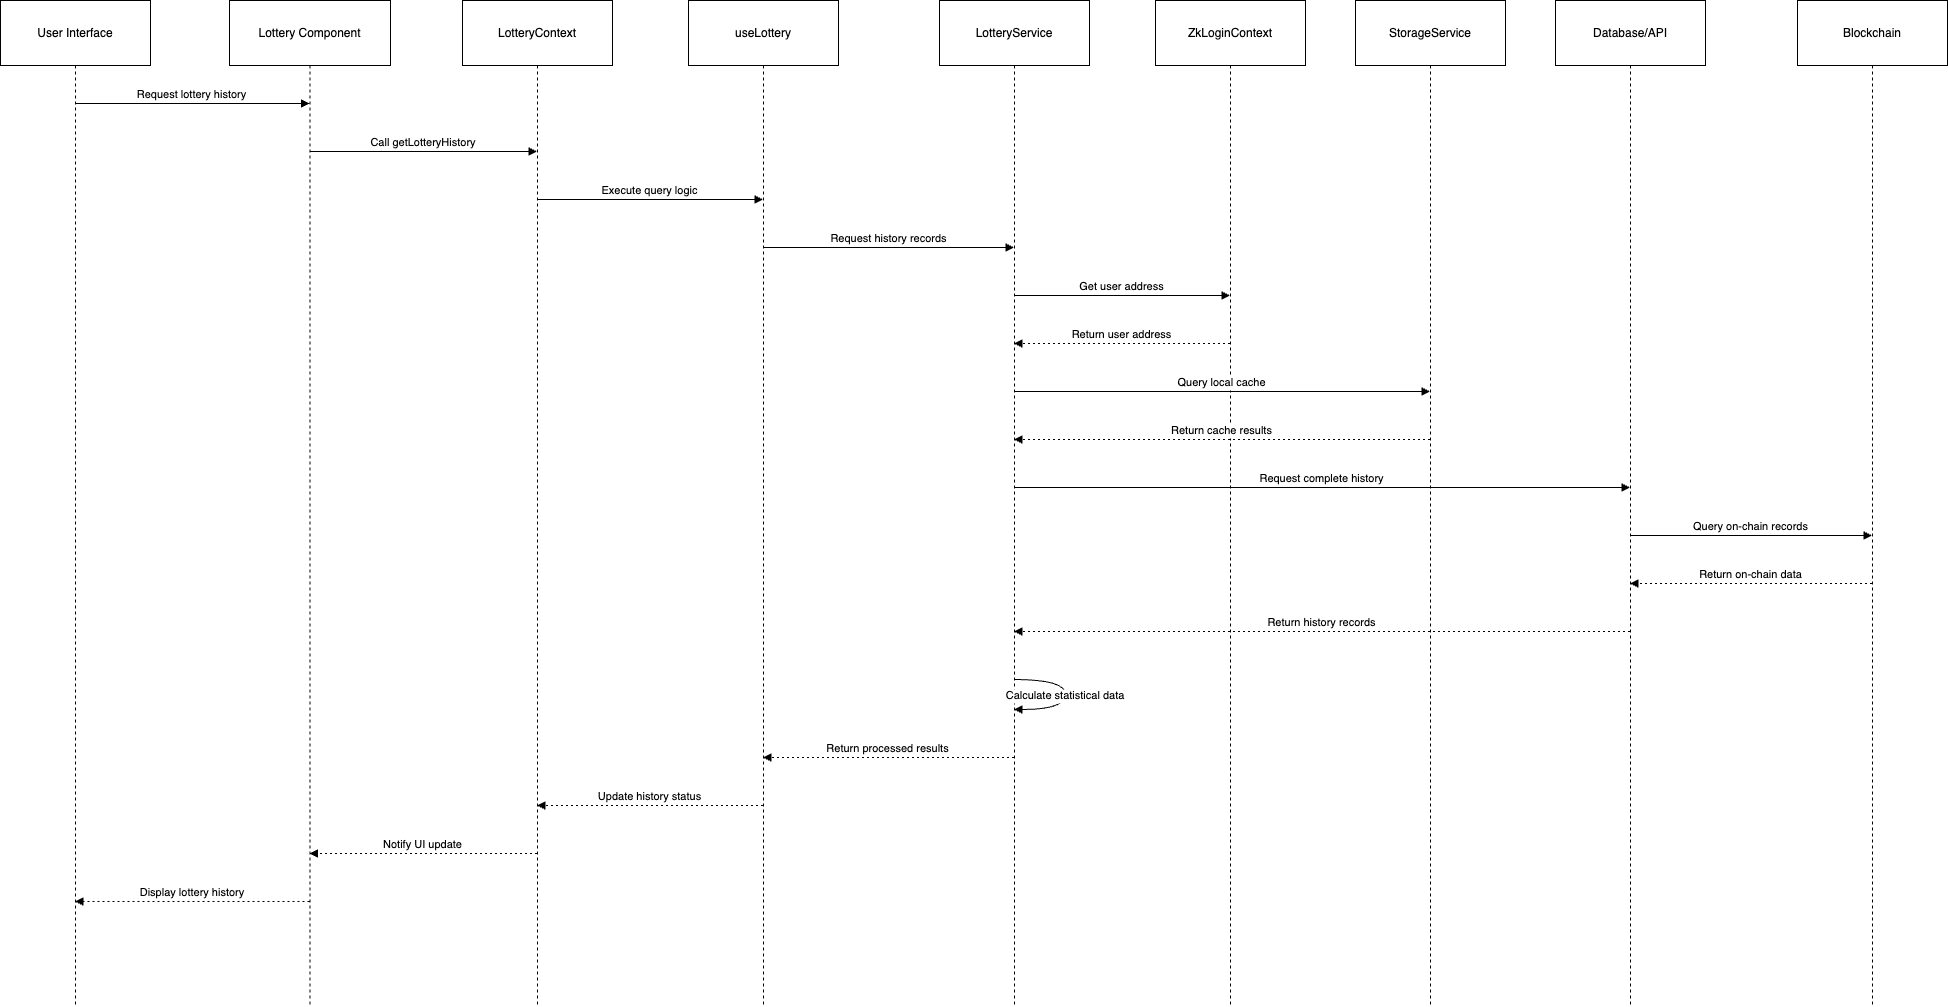 User Interface
Lottery Component
LotteryContext
useLottery
LotteryService
ZkLoginContext
StorageService
Database/API
Blockchain
Request lottery history
Call getLotteryHistory
Execute query logic
Request history records
Get user address
Return user address
Query local cache
Return cache results
Request complete history
Query on-chain records
Return on-chain data
Return history records
Calculate statistical data
Return processed results
Update history status
Notify UI update
Display lottery history